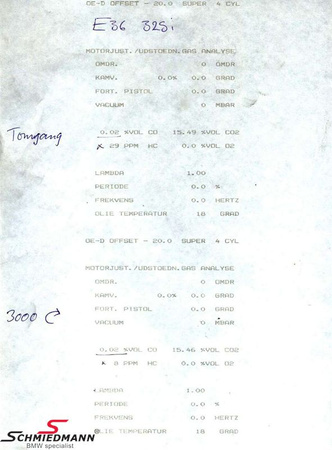 OE-D OFFSET - 20.0 SUPER 4 CYL
E36 325i
MOTORJUST./UDSTOEDN.GAS ANALYSE
OMDR. 0 OMDR
KAMV. 0.0% 0.0 GRAD
FORT. PISTOL 0.0 GRAD
VACUUM 0 MBAR
Tomgang
0.02 %VOL CO 15.49 %VOL CO2
x 29 PPM HC 0.0 %VOL O2
LAMBDA 1.00
PERIODE 0.0 %
FREKVENS 0.0 HERTZ
OLIE TEMPERATUR 18 GRAD
OE-D OFFSET - 20.0 SUPER 4 CYL
MOTORJUST./UDSTOEDN.GAS ANALYSE
OMDR. 0 OMDR
KAMV. 0.0% 0.0 GRAD
FORT. PISTOL 0.0 GRAD
3000
VACUUM 0 MBAR
0.02 %VOL CO 15.46 %VOL CO2
x 8 PPM HC 0.0 %VOL O2
LAMBDA 1.00
PERIODE 0.0 %
FREKVENS 0.0 HERTZ
OLIE TEMPERATUR 18 GRAD
SCHMIEDMANN
BMW specialist